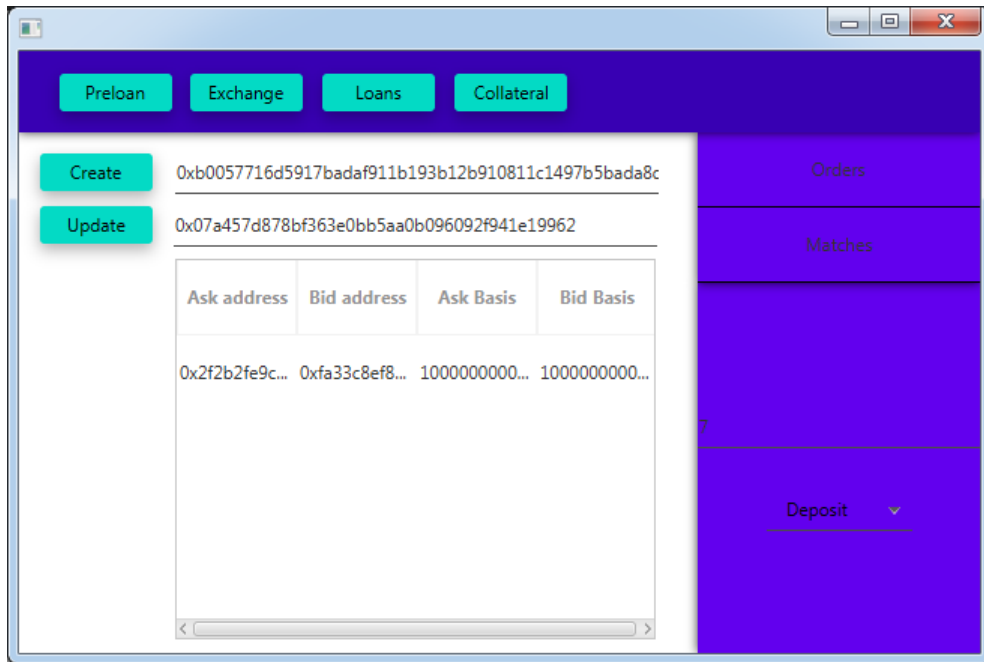 Preloan Exchange Loans Collateral
Create 0xb0057716d5917badaf911b193b12b910811c1497b5bada8c
Orders
Update 0x07a457d878bf363e0bb5aa0b096092f941e19962
Matches
Ask address Bid address Ask Basis Bid Basis
0x2f2b2fe9c... 0xfa33c8ef8... 1000000000... 1000000000...
Deposit